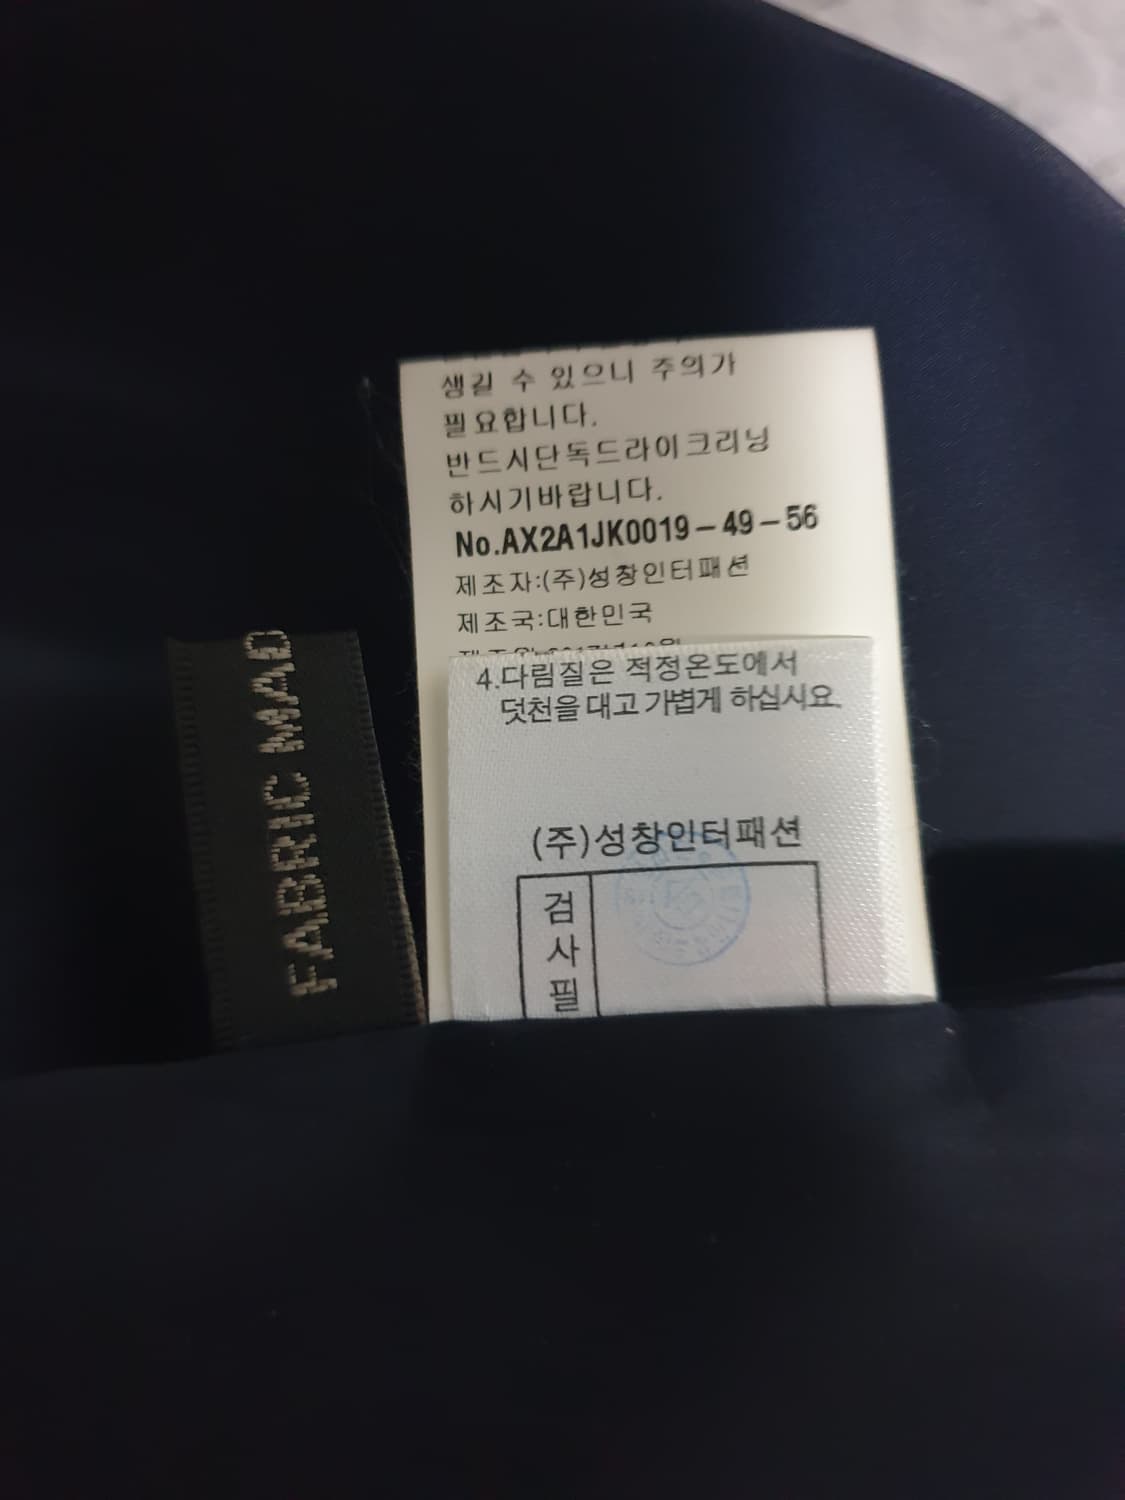 생길 수 있으니 주의가
필요합니다.
반드시단독드라이크리닝
하시기바랍니다.
No.AX2A1JK0019-49-56
제조자:(주)성창인터패션
제조국:대한민국
4.다림질은 적정온도에서
덧천을 대고 가볍게 하십시요.
(주)성창인터패션
검
사
필
FABRIC MAD